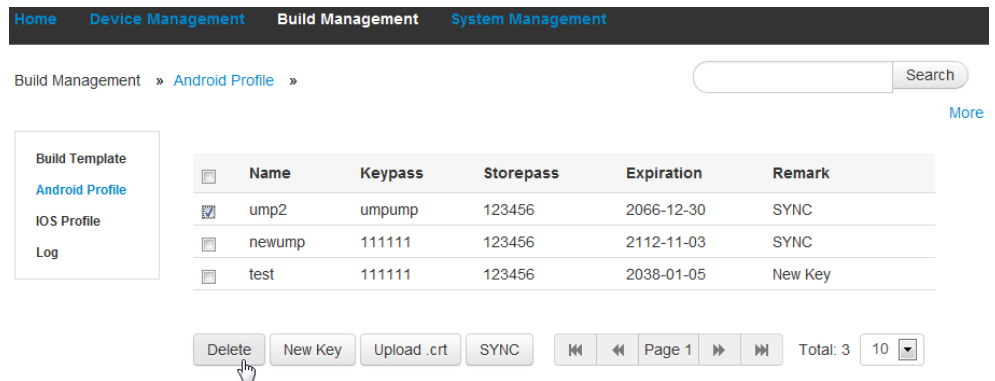 Home Device Management Build Management System Management
Build Management » Android Profile »
Search
More
Build Template
Android Profile
IOS Profile
Log
Name Keypass Storepass Expiration Remark
ump2 umpump 123456 2066-12-30 SYNC
newump 111111 123456 2112-11-03 SYNC
test 111111 123456 2038-01-05 New Key
Delete New Key Upload .crt SYNC Page 1 Total: 3 10